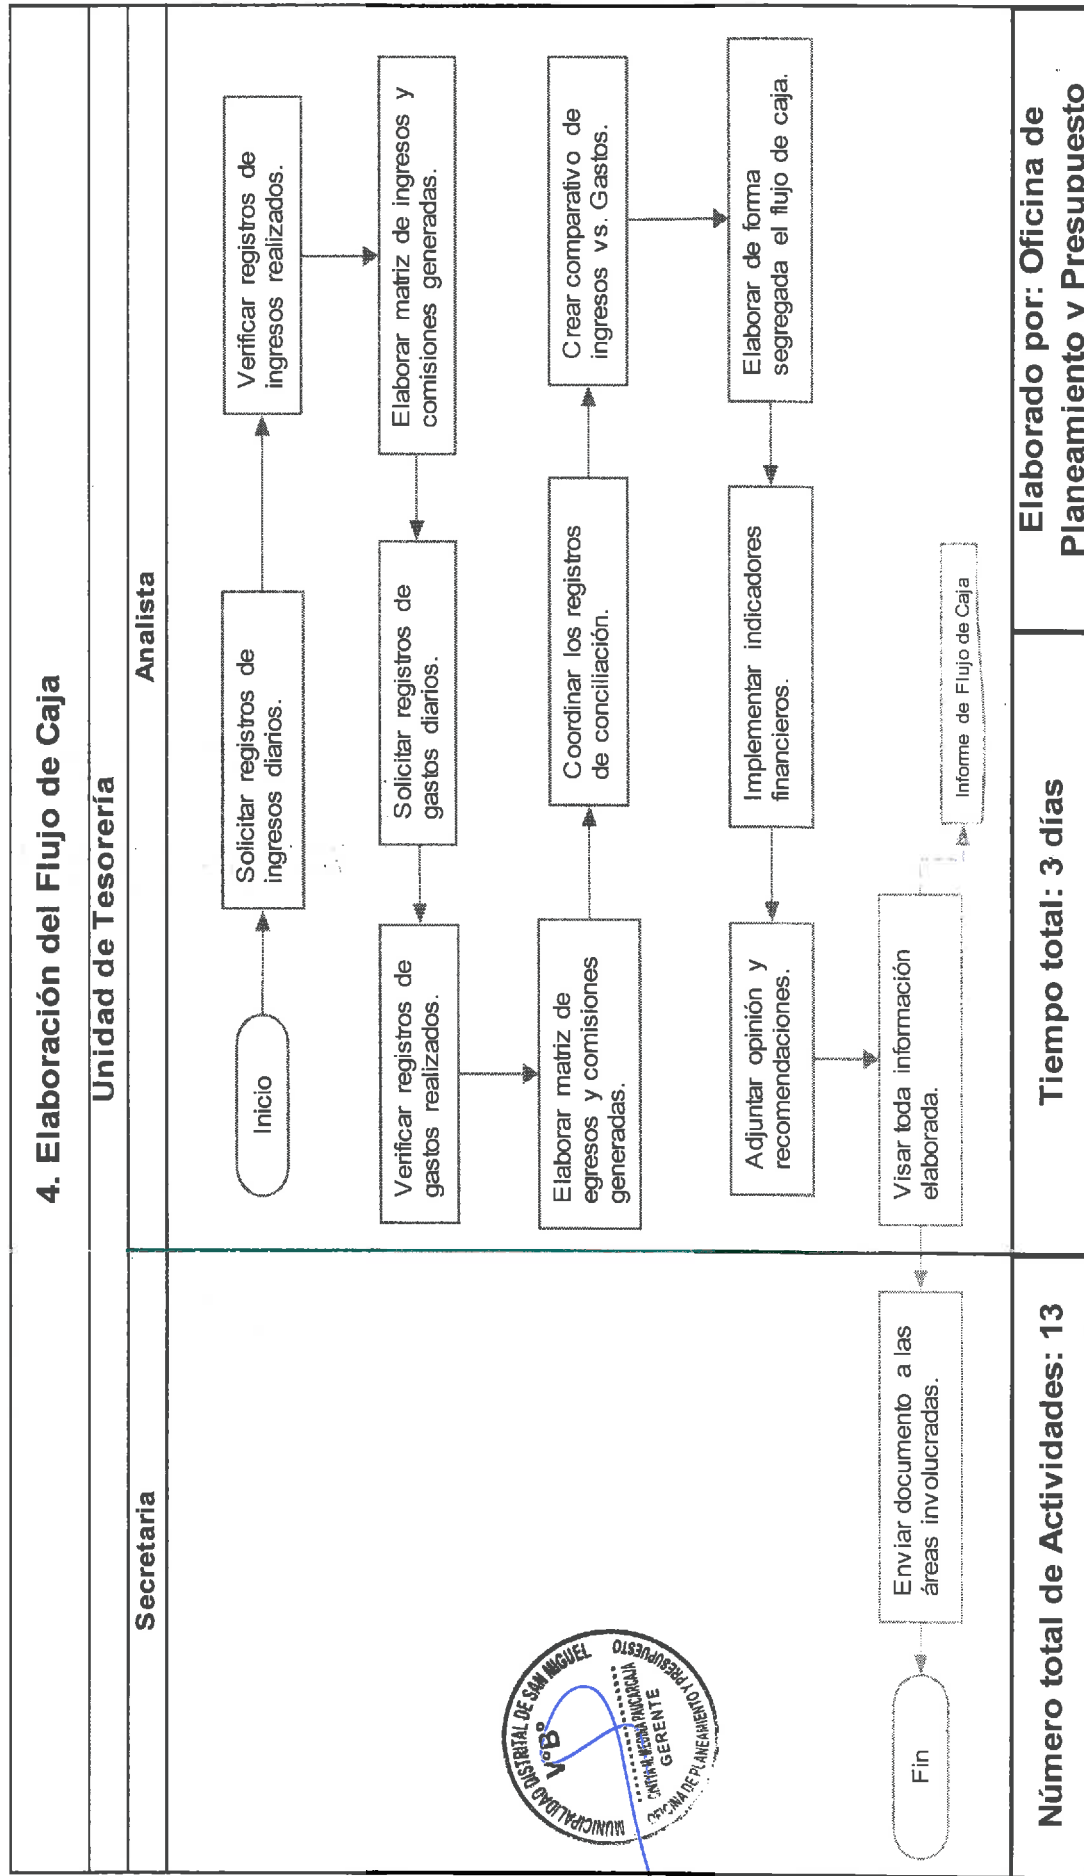 4. Elaboración del Flujo de Caja
Unidad de Tesorería
Secretaria
Analista
Inicio
Solicitar registros de
ingresos diarios.
Verificar registros de
ingresos realizados.
Elaborar matriz de ingresos y
comisiones generadas.
Solicitar registros de
gastos diarios.
Verificar registros de
gastos realizados.
Elaborar matriz de
egresos y comisiones
generadas.
Coordinar los registros
de conciliación.
Crear comparativo de
ingresos vs. Gastos.
Elaborar de forma
segregada el flujo de caja.
Implementar indicadores
financieros.
Adjuntar opinión y
recomendaciones.
Visar toda información
elaborada.
Informe de Flujo de Caja
Enviar documento a las
áreas involucradas.
Fin
MUNICIPALIDAD DISTRITAL DE SAN MIGUEL
V°B°
GERENTE
OFICINA DE PLANEAMIENTO Y PRESUPUESTO
Número total de Actividades: 13
Tiempo total: 3 días
Elaborado por: Oficina de
Planeamiento y Presupuesto